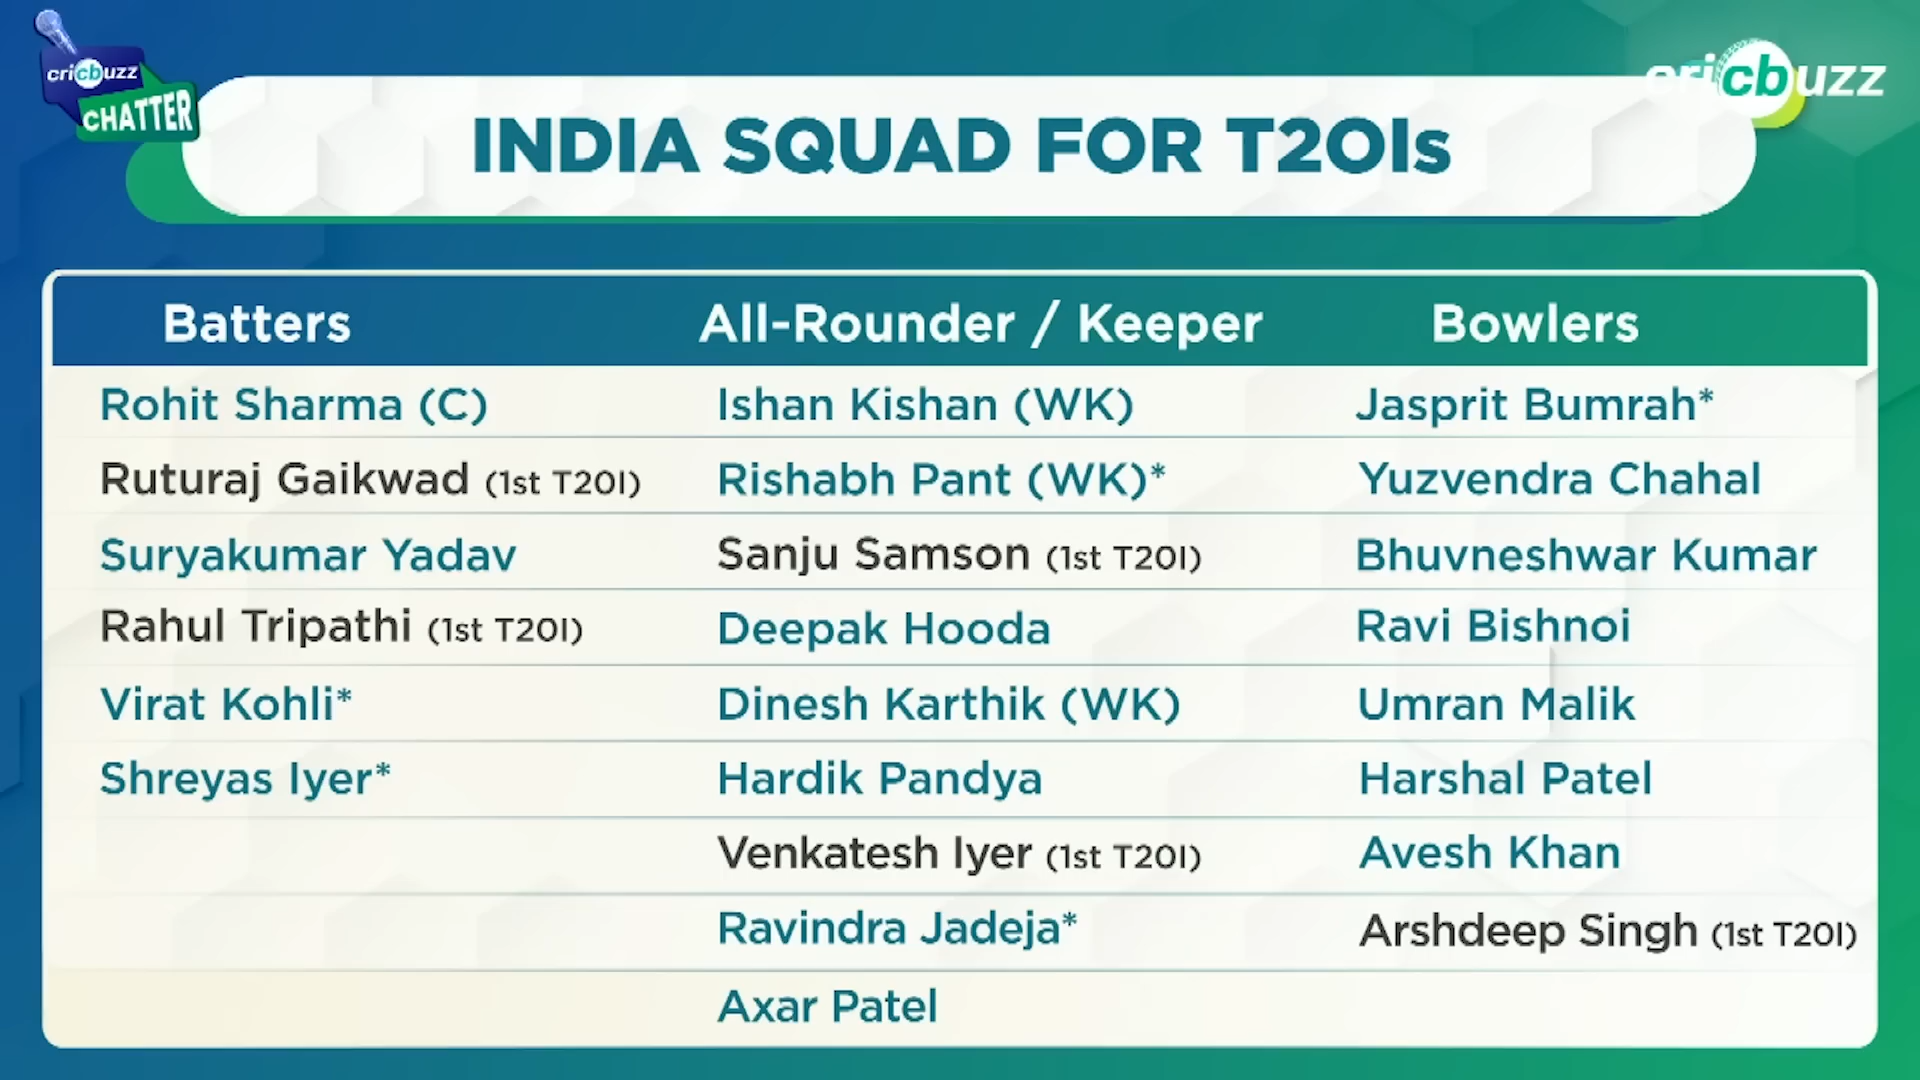 cricbuzz
CHATTER
cricbuzz
INDIA SQUAD FOR T20Is
Batters All-Rounder / Keeper Bowlers
Rohit Sharma (C) Ishan Kishan (WK) Jasprit Bumrah*
Ruturaj Gaikwad (1st T20I) Rishabh Pant (WK)* Yuzvendra Chahal
Suryakumar Yadav Sanju Samson (1st T20I) Bhuvneshwar Kumar
Rahul Tripathi (1st T20I) Deepak Hooda Ravi Bishnoi
Virat Kohli* Dinesh Karthik (WK) Umran Malik
Shreyas Iyer* Hardik Pandya Harshal Patel
Venkatesh Iyer (1st T20I) Avesh Khan
Ravindra Jadeja* Arshdeep Singh (1st T20I)
Axar Patel